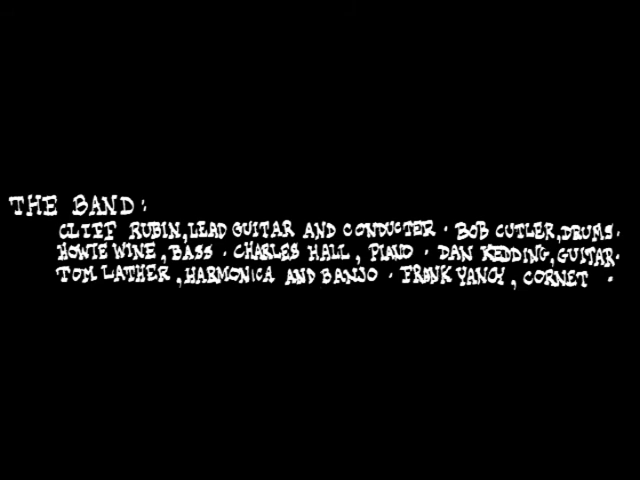 THE BAND:
CLIFF RUBIN, LEAD GUITAR AND CONDUCTER · BOB CUTLER, DRUMS ·
HOWIE WINE, BASS · CHARLES HALL, PIANO · DAN KEDDING, GUITAR ·
TOM LATHER, HARMONICA AND BANJO · FRANK YANCY, CORNET ·